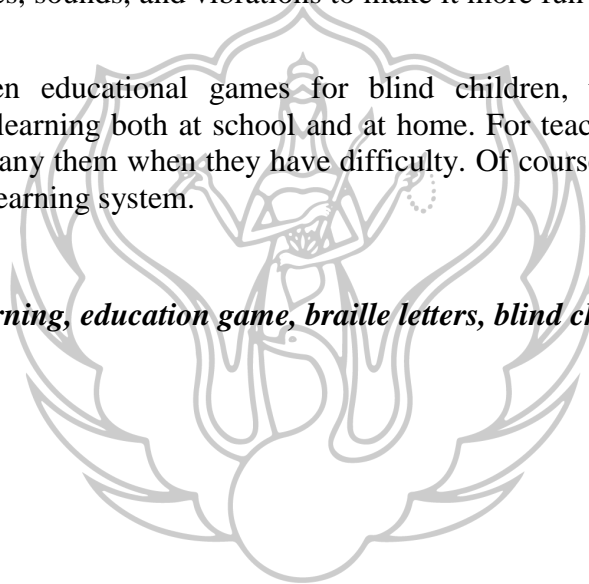 sounds, and vibrations to make it more fun
en educational games for blind children,
learning both at school and at home. For teac
any them when they have difficulty. Of course
earning system.
rning, education game, braille letters, blind c